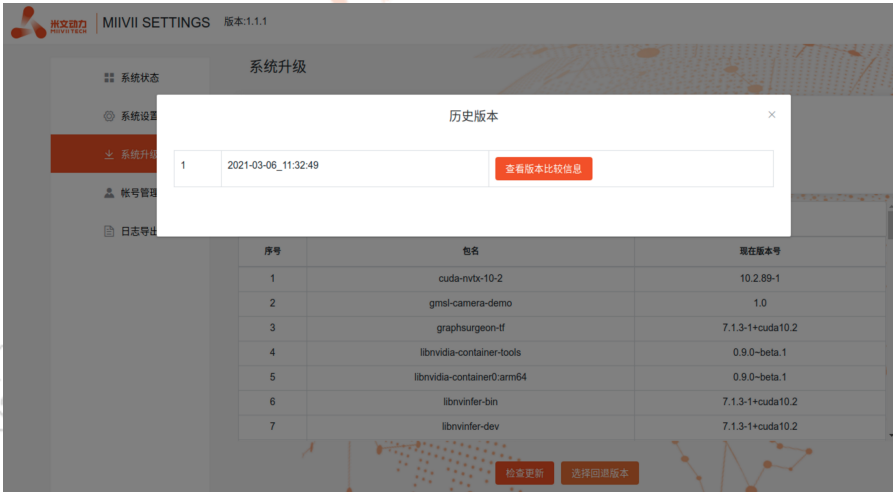 米文动力
MIIVII TECH
MIIVII SETTINGS 版本:1.1.1
系统状态
系统设置
系统升级
帐号管理
日志导出
系统升级
历史版本
×
1 2021-03-06_11:32:49 查看版本比较信息
序号 包名 现在版本号
1 cuda-nvtx-10-2 10.2.89-1
2 gmsl-camera-demo 1.0
3 graphsurgeon-tf 7.1.3-1+cuda10.2
4 libnvidia-container-tools 0.9.0~beta.1
5 libnvidia-container0:arm64 0.9.0~beta.1
6 libnvinfer-bin 7.1.3-1+cuda10.2
7 libnvinfer-dev 7.1.3-1+cuda10.2
检查更新 选择回退版本